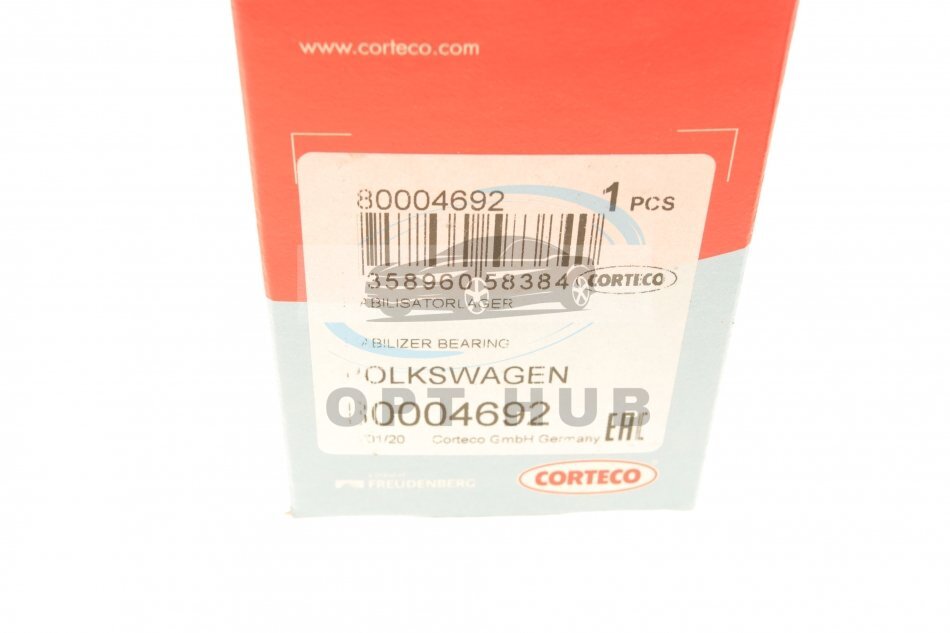 www.corteco.com
80004692 1 PCS
358960 58384
CORTECO
ABILISATORLAGER
ABILIZER BEARING
VOLKSWAGEN
OPT HUB
80004692
01/20 Corteco GmbH Germany EAC
FREUDENBERG CORTECO